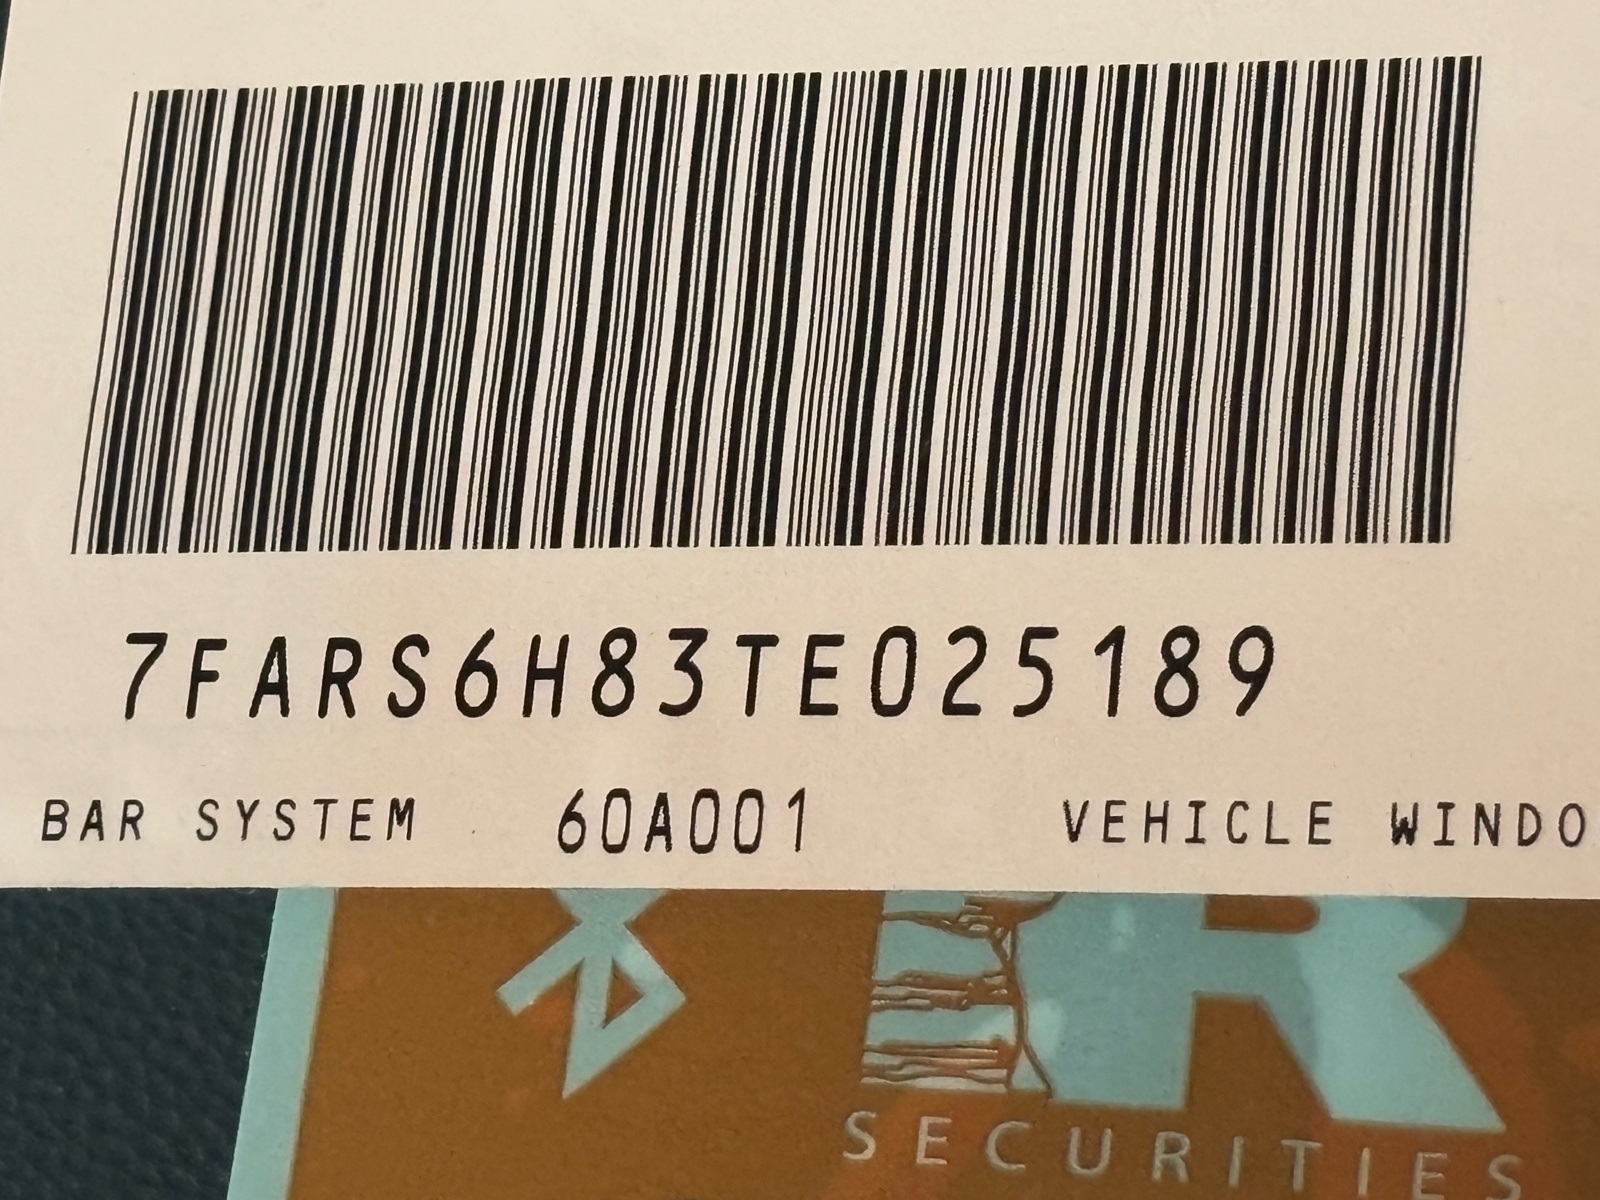 7FARS6H83TE025189
BAR SYSTEM 60A001 VEHICLE WINDO
SECURITIES